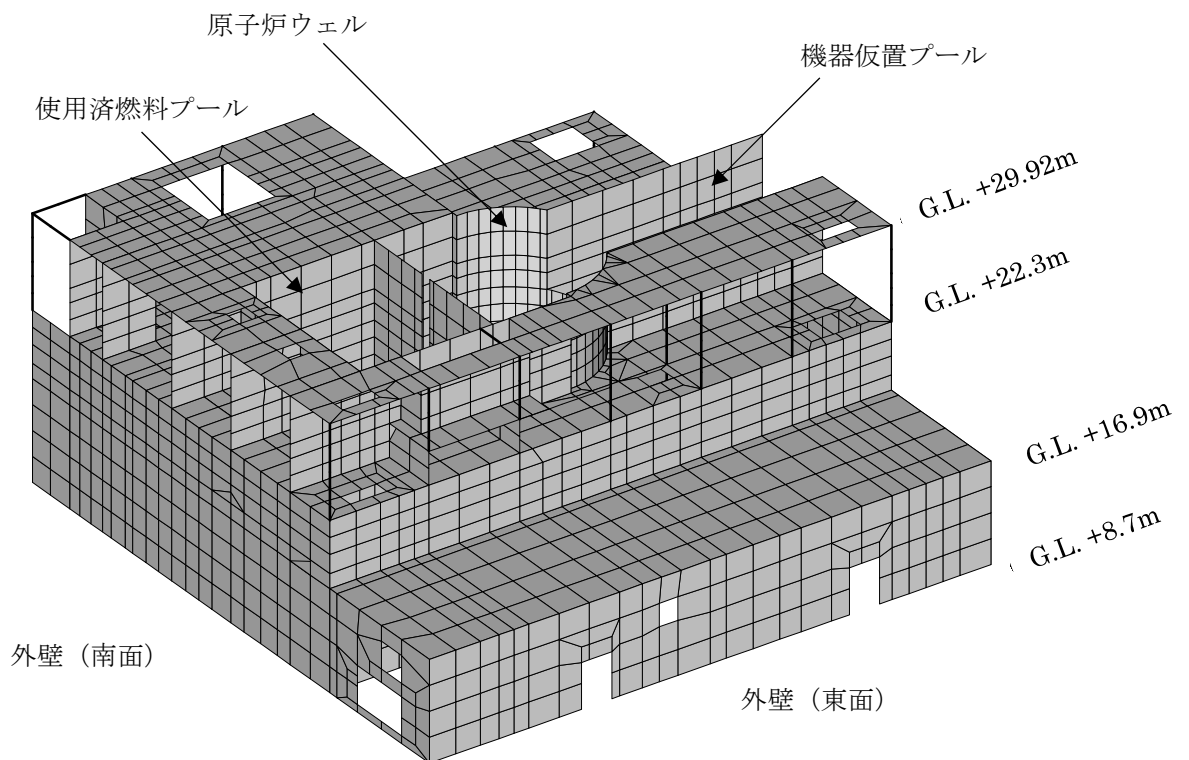 原子炉ウェル
機器仮置プール
使用済燃料プール
G.L. +29.92m
G.L. +22.3m
G.L. +16.9m
G.L. +8.7m
外壁（南面）
外壁（東面）